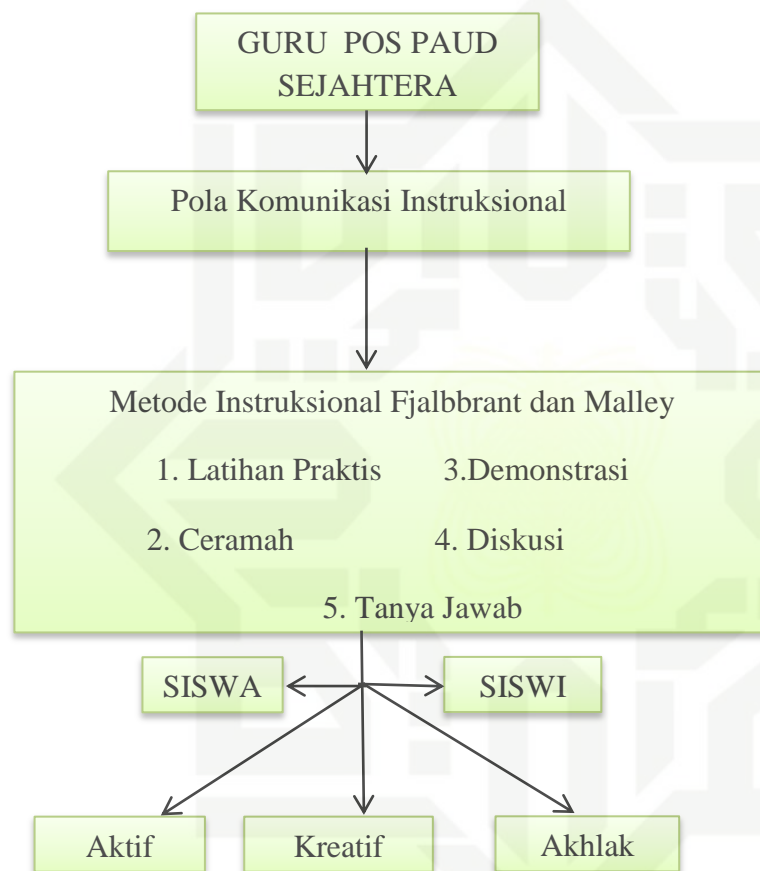 GURU POS PAUD
SEJAHTERA
Pola Komunikasi Instruksional
Metode Instruksional Fjalbbrant dan Malley
1. Latihan Praktis 3.Demonstrasi
2. Ceramah 4. Diskusi
5. Tanya Jawab
SISWA SISWI
Aktif Kreatif Akhlak